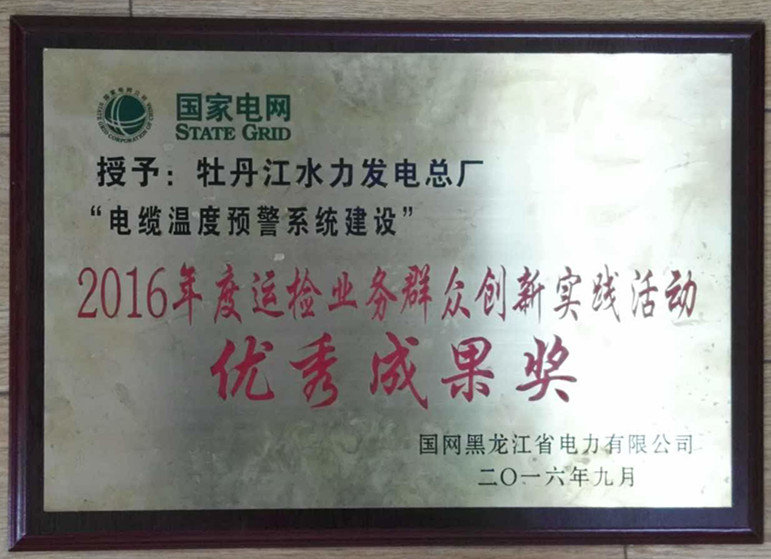 国家电网
STATE GRID
授予：牡丹江水力发电总厂
“电缆温度预警系统建设”
2016年度运检业务群众创新实践活动
优秀成果奖
国网黑龙江省电力有限公司
二〇一六年九月